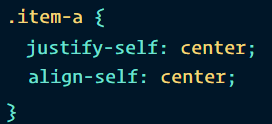 .item-a {
  justify-self: center;
  align-self: center;
}